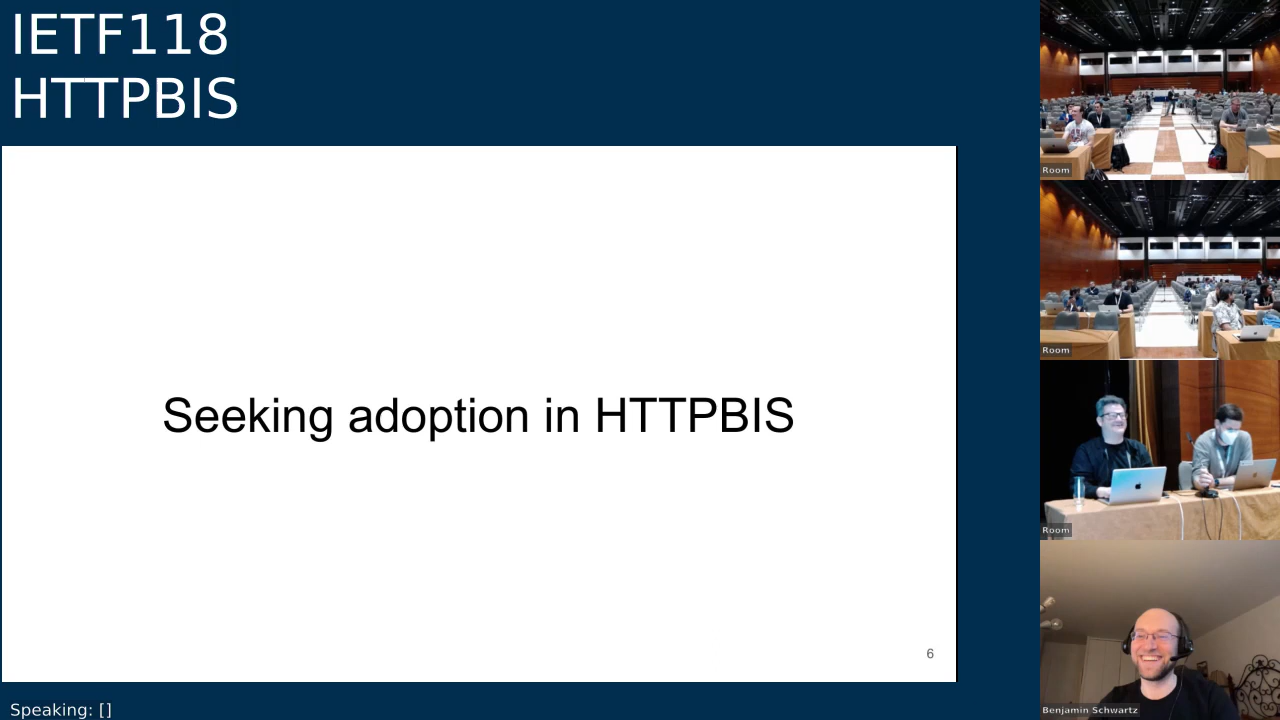 IETF118
HTTPBIS
Seeking adoption in HTTPBIS
6
Speaking: []
Room
Room
Room
Benjamin Schwartz